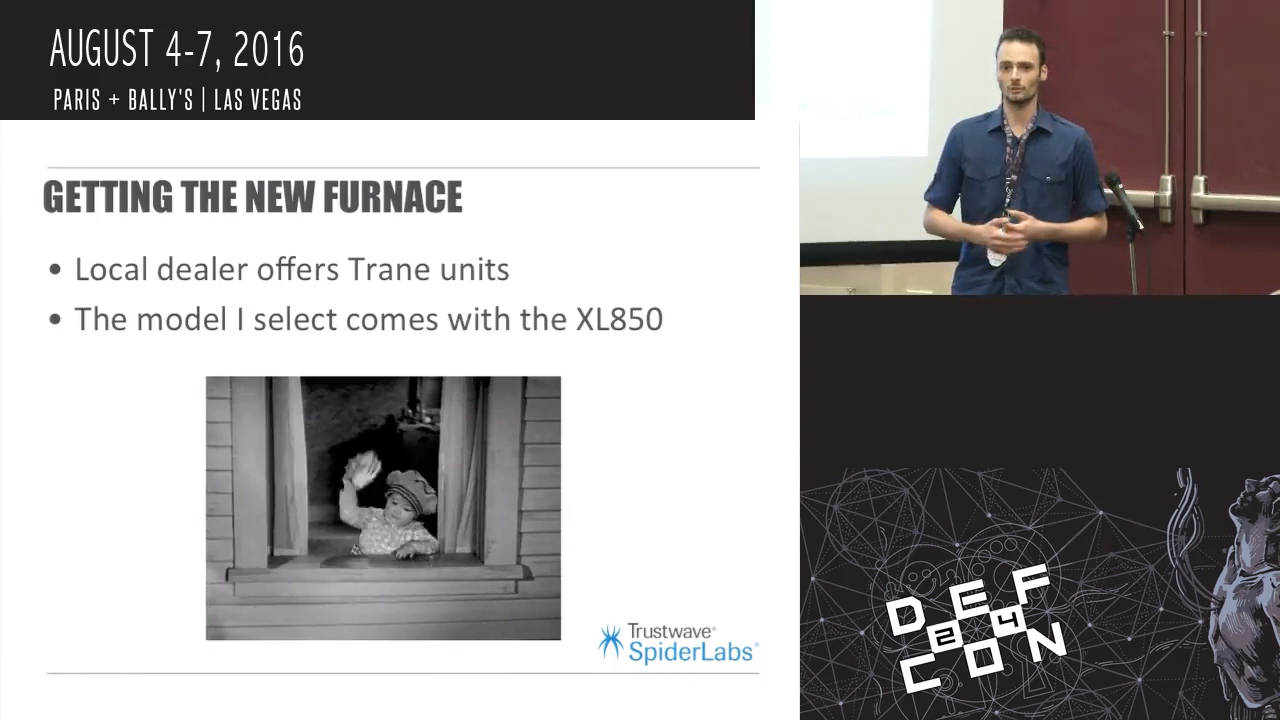 AUGUST 4-7, 2016
PARIS + BALLY'S | LAS VEGAS
GETTING THE NEW FURNACE
• Local dealer offers Trane units
• The model I select comes with the XL850
Trustwave®
SpiderLabs®
DEF
24
CON